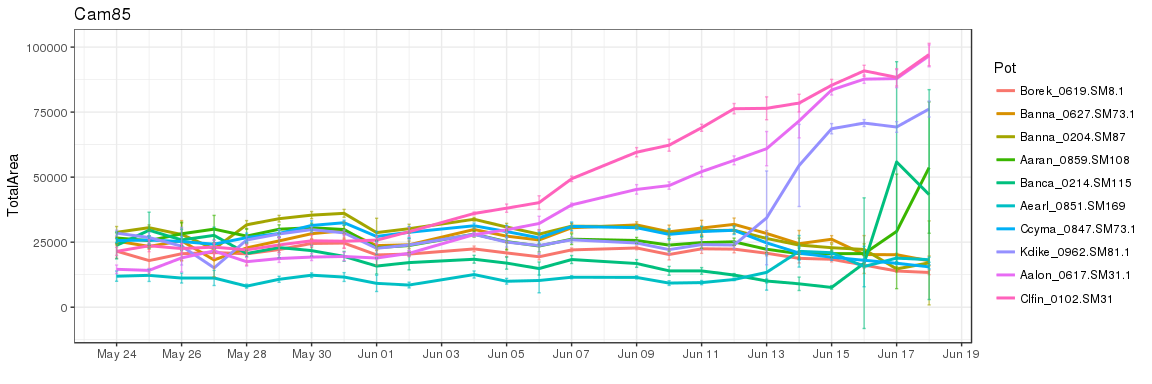 Cam85
TotalArea
100000
75000
50000
25000
0
May 24
May 26
May 28
May 30
Jun 01
Jun 03
Jun 05
Jun 07
Jun 09
Jun 11
Jun 13
Jun 15
Jun 17
Jun 19
Pot
Borek_0619.SM8.1
Banna_0627.SM73.1
Banna_0204.SM87
Aaran_0859.SM108
Banca_0214.SM115
Aearl_0851.SM169
Ccyma_0847.SM73.1
Kdike_0962.SM81.1
Aalon_0617.SM31.1
Clfin_0102.SM31